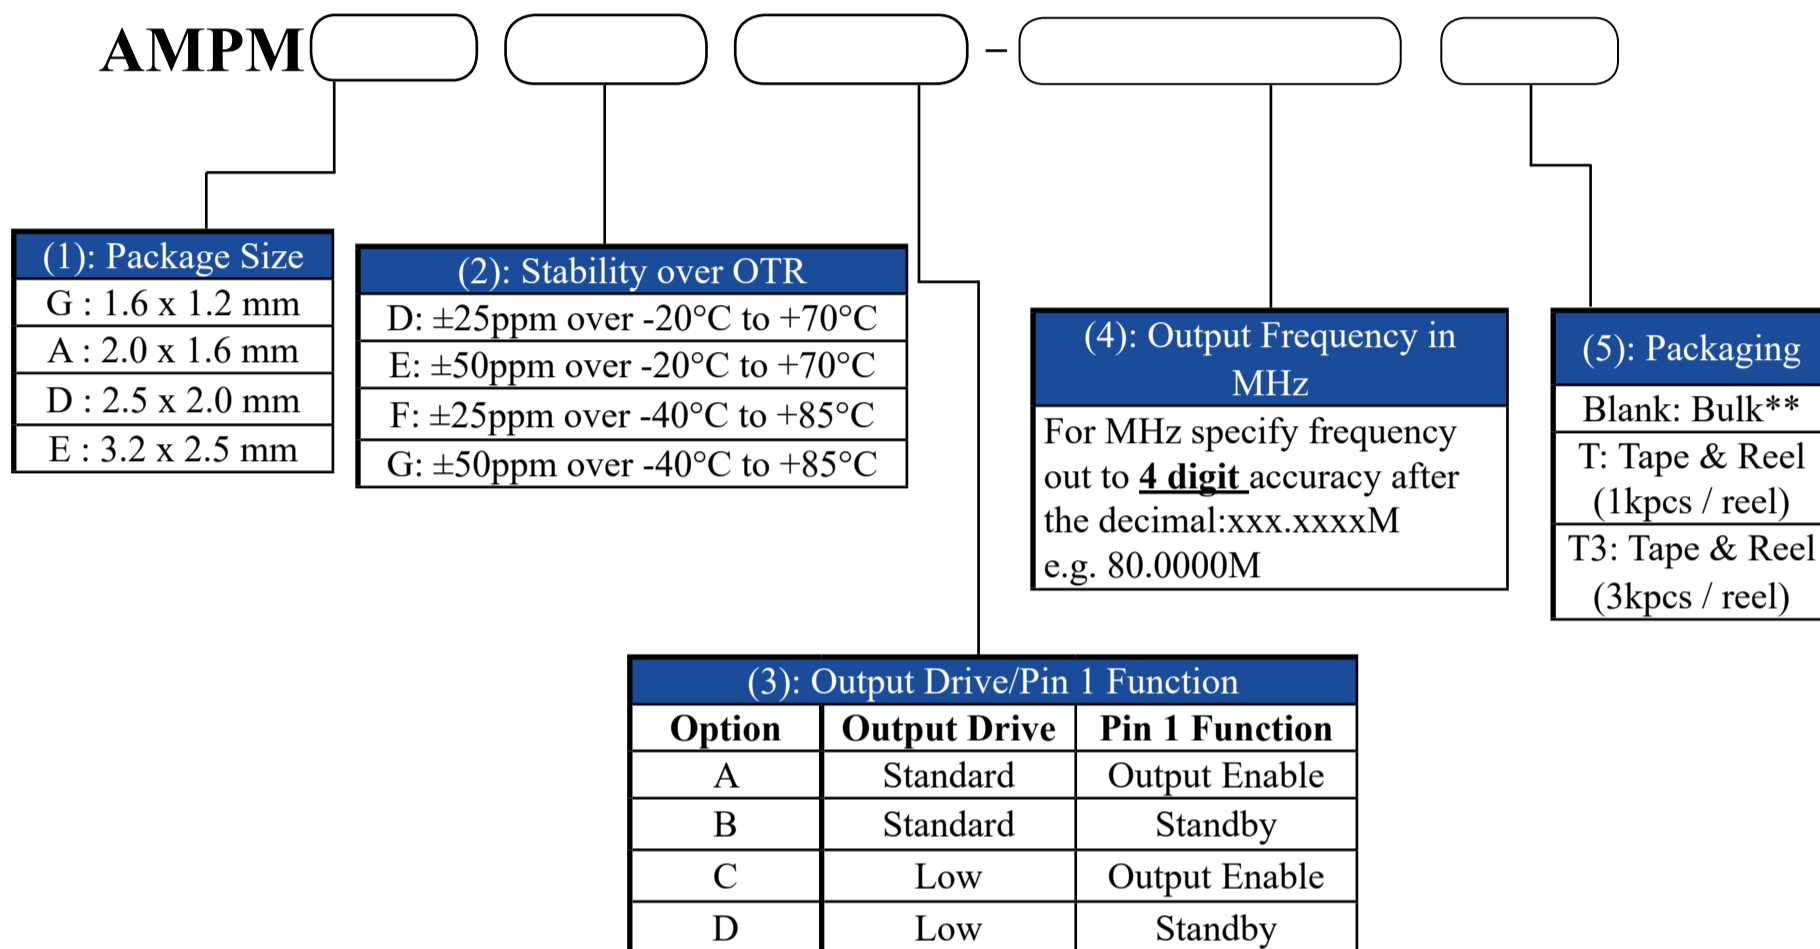 AMPM –
(1): Package Size
G : 1.6 x 1.2 mm
A : 2.0 x 1.6 mm
D : 2.5 x 2.0 mm
E : 3.2 x 2.5 mm
(2): Stability over OTR
D: ±25ppm over -20°C to +70°C
E: ±50ppm over -20°C to +70°C
F: ±25ppm over -40°C to +85°C
G: ±50ppm over -40°C to +85°C
(4): Output Frequency in
MHz
For MHz specify frequency
out to 4 digit accuracy after
the decimal:xxx.xxxxM
e.g. 80.0000M
(5): Packaging
Blank: Bulk**
T: Tape & Reel
(1kpcs / reel)
T3: Tape & Reel
(3kpcs / reel)
(3): Output Drive/Pin 1 Function
Option Output Drive Pin 1 Function
A Standard Output Enable
B Standard Standby
C Low Output Enable
D Low Standby